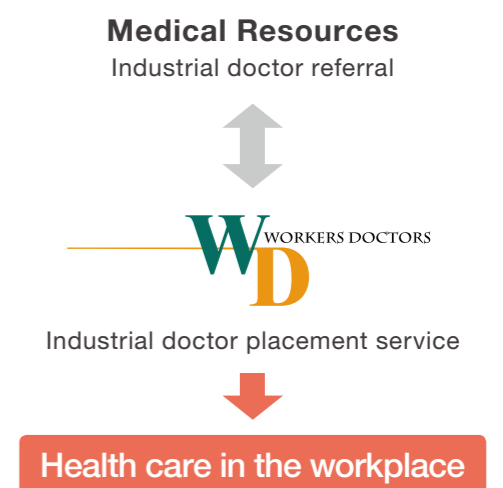 Medical Resources
Industrial doctor referral
WD WORKERS DOCTORS
Industrial doctor placement service
Health care in the workplace